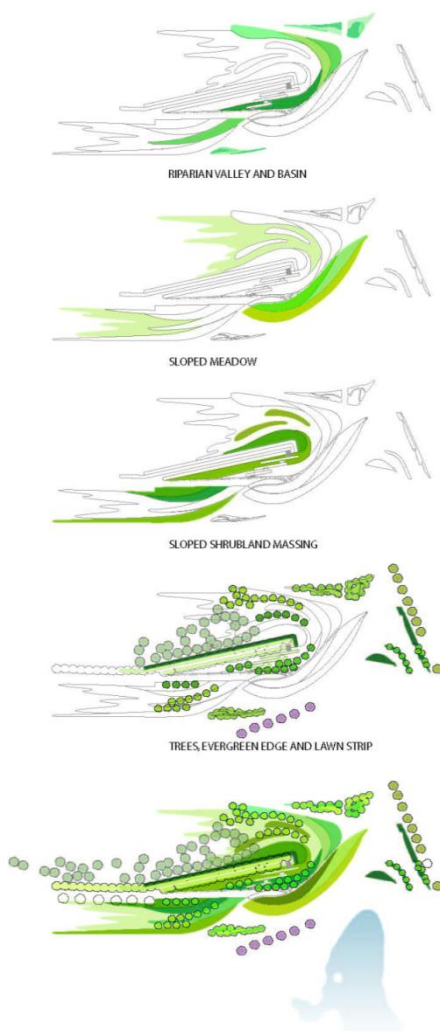 RIPARIAN VALLEY AND BASIN
SLOPED MEADOW
SLOPED SHRUBLAND MASSING
TREES, EVERGREEN EDGE AND LAWN STRIP